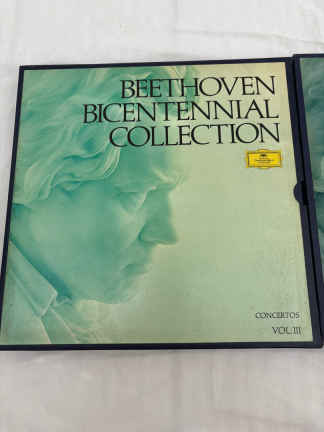 BEETHOVEN
BICENTENNIAL
COLLECTION
CONCERTOS
VOL. III